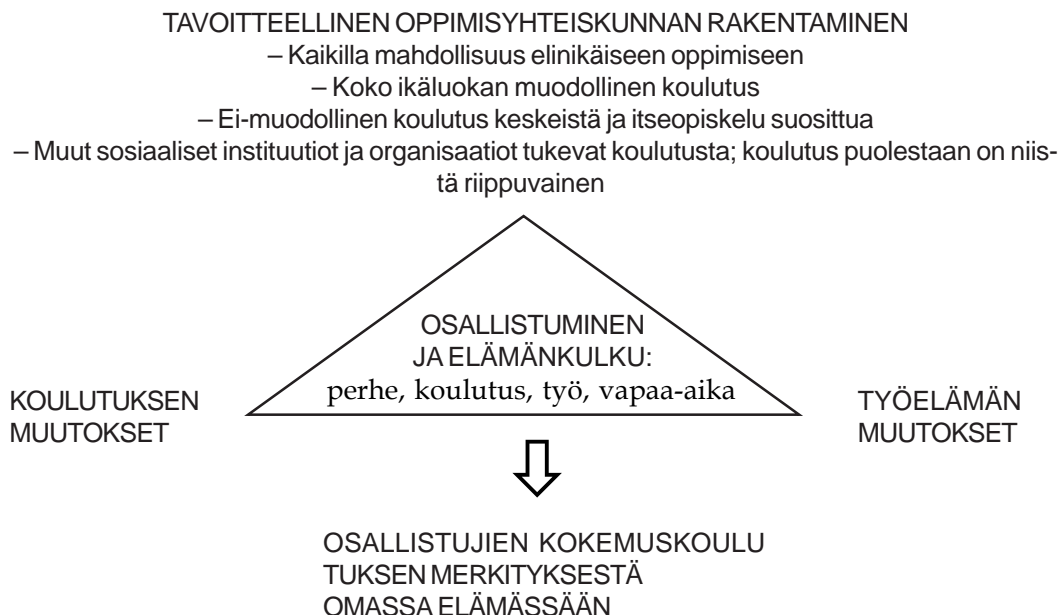 TAVOITTEELLINEN OPPIMISYHTEISKUNNAN RAKENTAMINEN
– Kaikilla mahdollisuus elinikäiseen oppimiseen
– Koko ikäluokan muodollinen koulutus
– Ei-muodollinen koulutus keskeistä ja itseopiskelu suosittua
– Muut sosiaaliset instituutiot ja organisaatiot tukevat koulutusta; koulutus puolestaan on niis-
tä riippuvainen
OSALLISTUMINEN
JA ELÄMÄNKULKU:
perhe, koulutus, työ, vapaa-aika
KOULUTUKSEN
MUUTOKSET
TYÖELÄMÄN
MUUTOKSET
OSALLISTUJIEN KOKEMUSKOULU
TUKSEN MERKITYKSESTÄ
OMASSA ELÄMÄSSÄÄN